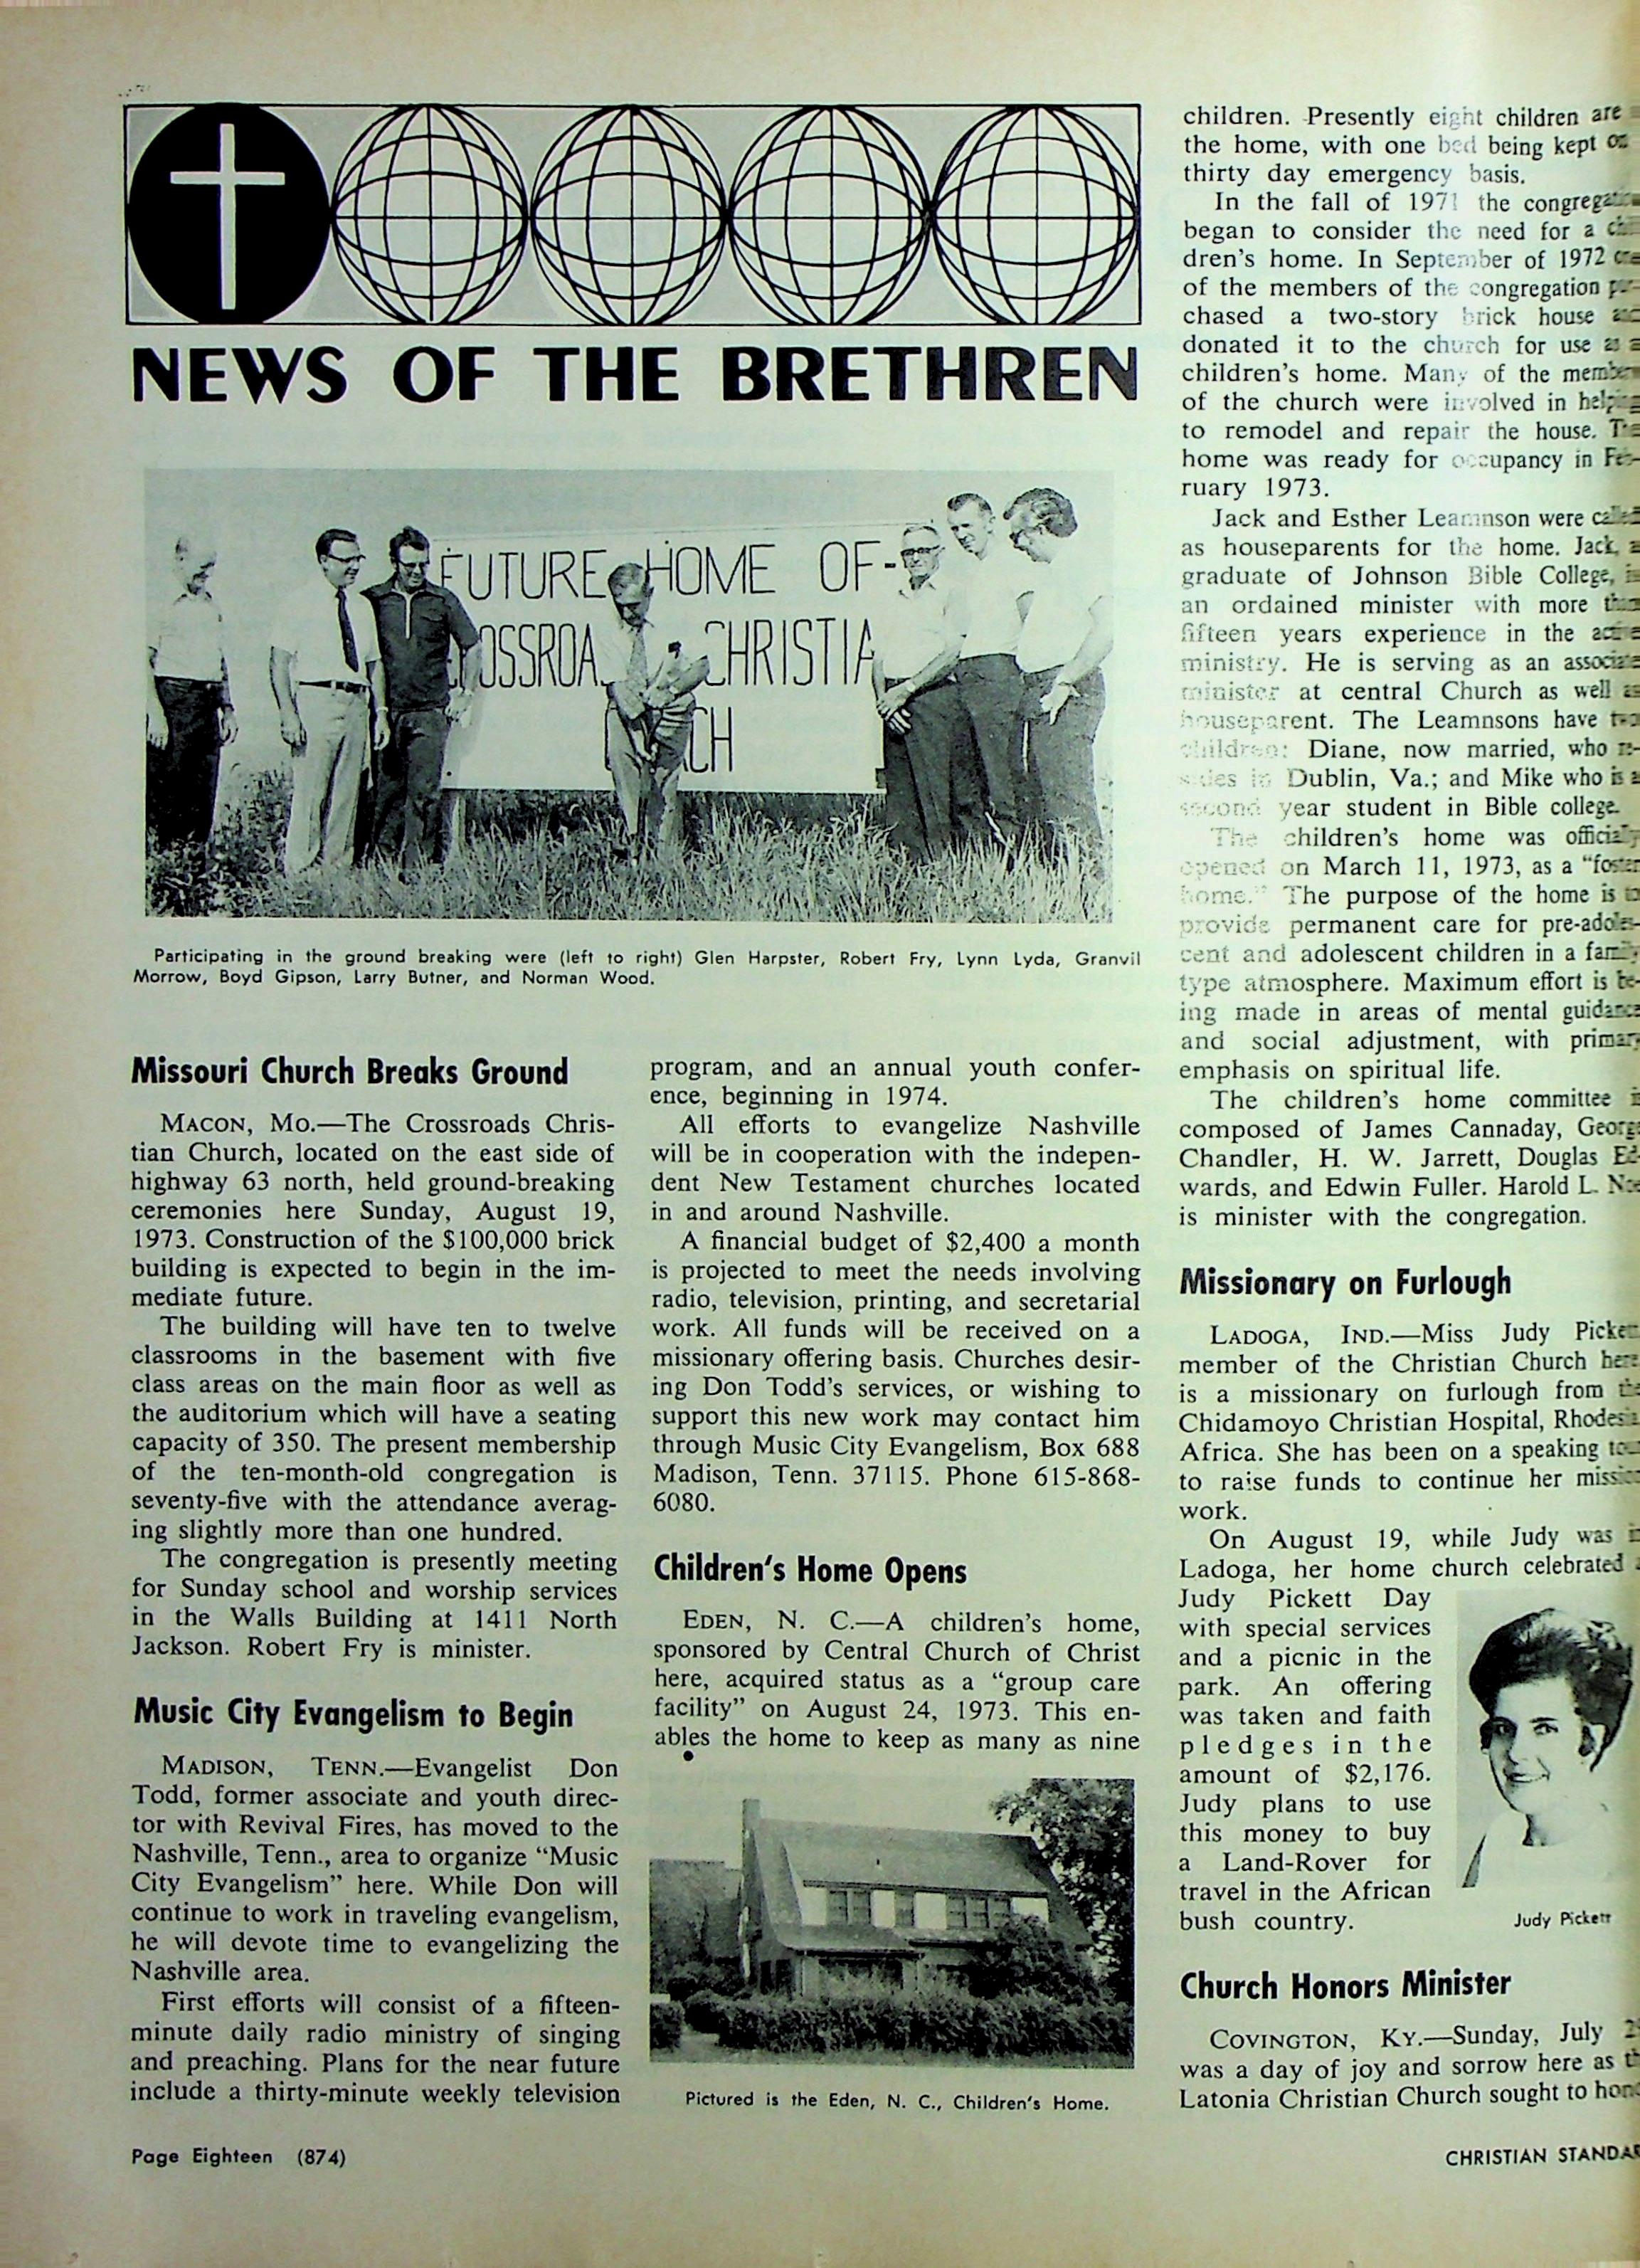 NEWS OF THE BRETHREN
FUTURE HOME OF
CHRISTIA
CH
Participating in the ground breaking were (left to right) Glen Harpster, Robert Fry, Lynn Lyda, Granvil
Morrow, Boyd Gipson, Larry Butner, and Norman Wood.
Missouri Church Breaks Ground
MACON, MO.—The Crossroads Chris-
tian Church, located on the east side of
highway 63 north, held ground-breaking
ceremonies here Sunday, August 19,
1973. Construction of the $100,000 brick
building is expected to begin in the im-
mediate future.
The building will have ten to twelve
classrooms in the basement with five
class areas on the main floor as well as
the auditorium which will have a seating
capacity of 350. The present membership
of the ten-month-old congregation is
seventy-five with the attendance averag-
ing slightly more than one hundred.
The congregation is presently meeting
for Sunday school and worship services
in the Walls Building at 1411 North
Jackson. Robert Fry is minister.
Music City Evangelism to Begin
MADISON, TENN.—Evangelist Don
Todd, former associate and youth direc-
tor with Revival Fires, has moved to the
Nashville, Tenn., area to organize “Music
City Evangelism” here. While Don will
continue to work in traveling evangelism,
he will devote time to evangelizing the
Nashville area.
First efforts will consist of a fifteen-
minute daily radio ministry of singing
and preaching. Plans for the near future
include a thirty-minute weekly television
program, and an annual youth confer-
ence, beginning in 1974.
All efforts to evangelize Nashville
will be in cooperation with the indepen-
dent New Testament churches located
in and around Nashville.
A financial budget of $2,400 a month
is projected to meet the needs involving
radio, television, printing, and secretarial
work. All funds will be received on a
missionary offering basis. Churches desir-
ing Don Todd's services, or wishing to
support this new work may contact him
through Music City Evangelism, Box 688
Madison, Tenn. 37115. Phone 615-868-
6080.
Children's Home Opens
EDEN, N. C.—A children's home,
sponsored by Central Church of Christ
here, acquired status as a “group care
facility” on August 24, 1973. This en-
ables the home to keep as many as nine
Pictured is the Eden, N. C., Children's Home.
children. Presently eight children are
the home, with one bed being kept on
thirty day emergency basis.
In the fall of 1971 the
began to consider the need for a
dren's home. In September of 1972
of the members of the congregation
chased a two-story brick house
donated it to the church for use as
children's home. Many of the members
of the church were involved in helping
to remodel and repair the house. The
home was ready for occupancy in Feb-
ruary 1973.
Jack and Esther Leamnson were called
as houseparents for the home. Jack, a
graduate of Johnson Bible College, is
an ordained minister with more than
fifteen years experience in the active
ministry. He is serving as an associate
minister at central Church as well as
houseparent. The Leamnsons have two
children: Diane, now married, who re-
sides in Dublin, Va.; and Mike who is a
second year student in Bible college.
The children's home was officially
opened on March 11, 1973, as a “foster
home.” The purpose of the home is to
provide permanent care for pre-adoles-
cent and adolescent children in a family
type atmosphere. Maximum effort is be-
ing made in areas of mental guidance
and social adjustment, with primary
emphasis on spiritual life.
The children's home committee is
composed of James Cannaday, George
Chandler, H. W. Jarrett, Douglas Ed-
wards, and Edwin Fuller. Harold L.
is minister with the congregation.
Missionary on Furlough
LADOGA, IND.—Miss Judy Pickett
member of the Christian Church here
is a missionary on furlough from the
Chidamoyo Christian Hospital, Rhodesia
Africa. She has been on a speaking tour
to raise funds to continue her mission
work.
On August 19, while Judy was in
Ladoga, her home church celebrated
Judy Pickett Day
with special services
and a picnic in the
park. An offering
was taken and faith
pledges in the
amount of $2,176.
Judy plans to use
this money to buy
a Land-Rover for
travel in the African
bush country.
Judy Pickett
Church Honors Minister
COVINGTON, KY.—Sunday, July
was a day of joy and sorrow here as
Latonia Christian Church sought to
Page Eighteen (874)
CHRISTIAN